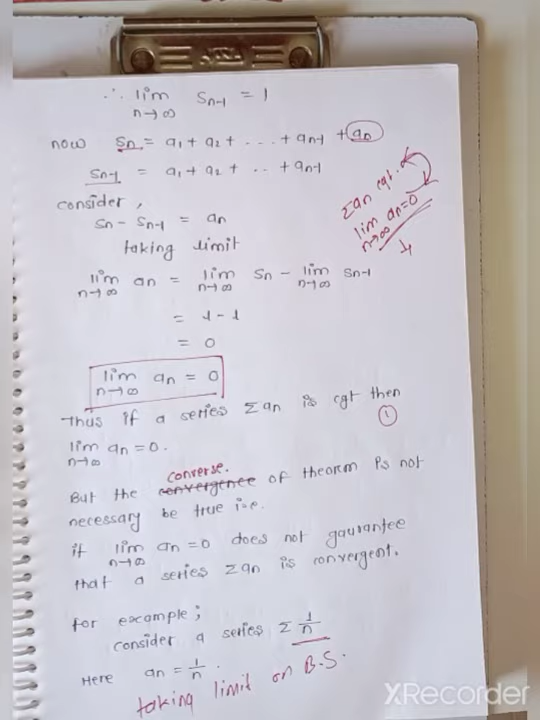 ∴ lim Sn-1 = 1
n→∞
now Sn = a1 + a2 + ... + an-1 + an
Sn-1 = a1 + a2 + .. + an-1
consider,
Sn - Sn-1 = an
taking limit
lim an = lim Sn - lim Sn-1
n→∞ n→∞ n→∞
= 1 - 1
= 0
lim an = 0
n→∞
Σan cgt.
lim an=0
n→∞
Thus if a series Σan is cgt then
①
lim an = 0.
n→∞
converse.
But the convergence of theorem is not
necessary be true i.e.
if lim an = 0 does not gaurantee
n→∞
that a series Σan is convergent.
for example;
consider a series Σ 1/n
Here an = 1/n.
taking limit on B.S.
XRecorder